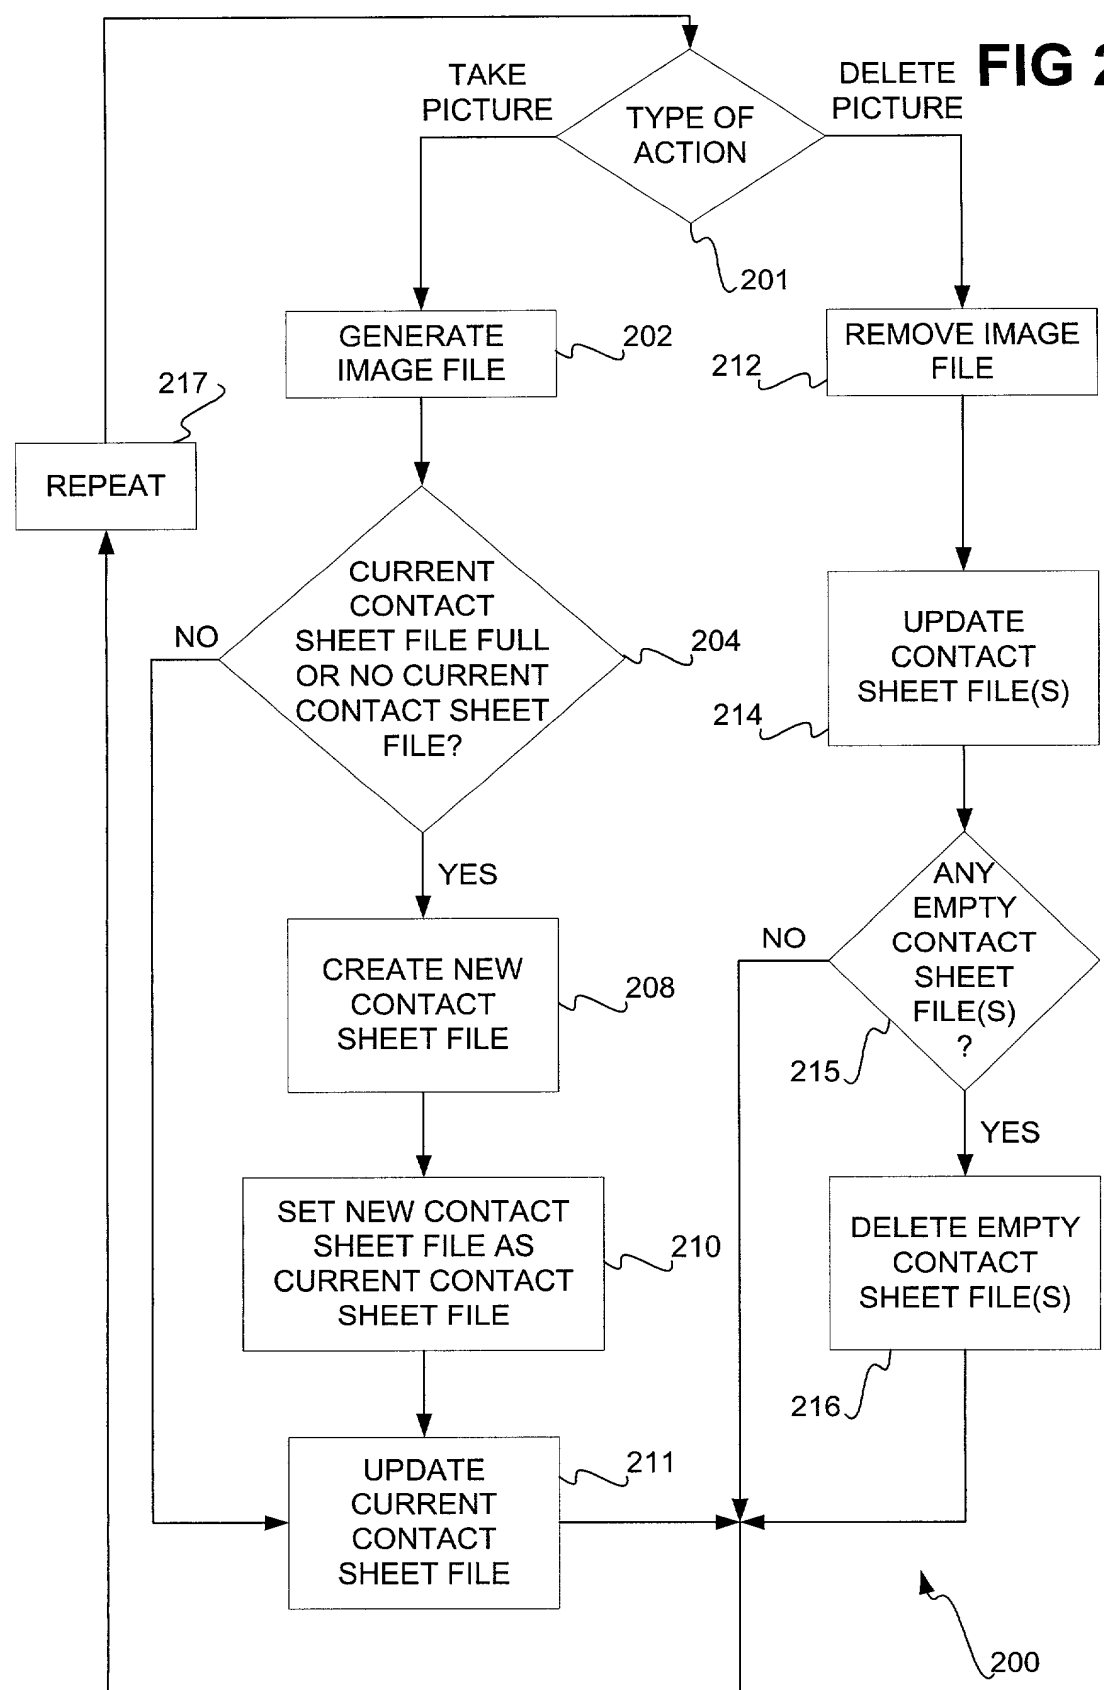 FIG 2
TAKE
PICTURE
DELETE
PICTURE
TYPE OF
ACTION
201
GENERATE
IMAGE FILE
202
REMOVE IMAGE
FILE
212
217
REPEAT
CURRENT
CONTACT
SHEET FILE FULL
OR NO CURRENT
CONTACT SHEET
FILE?
NO
204
UPDATE
CONTACT
SHEET FILE(S)
214
YES
ANY
EMPTY
CONTACT
SHEET
FILE(S)
?
NO
215
CREATE NEW
CONTACT
SHEET FILE
208
YES
SET NEW CONTACT
SHEET FILE AS
CURRENT CONTACT
SHEET FILE
210
DELETE EMPTY
CONTACT
SHEET FILE(S)
216
UPDATE
CURRENT
CONTACT
SHEET FILE
211
200